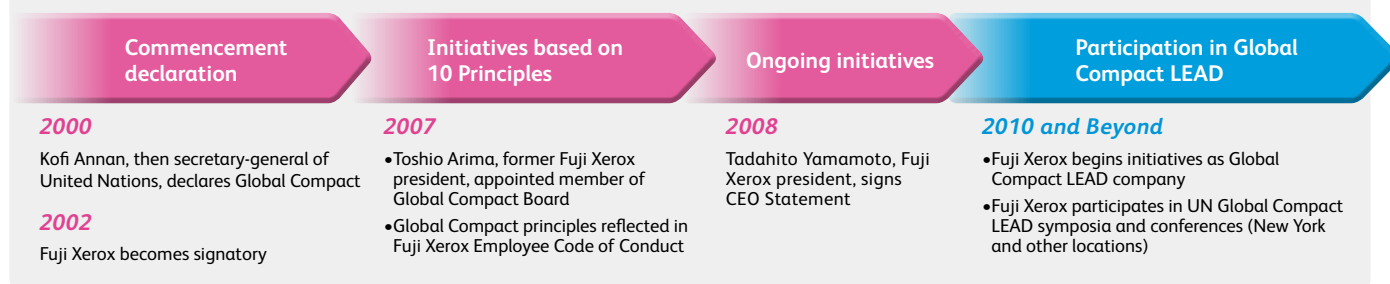 Commencement
declaration
2000
Kofi Annan, then secretary-general of
United Nations, declares Global Compact
2002
Fuji Xerox becomes signatory
Initiatives based on
10 Principles
2007
•Toshio Arima, former Fuji Xerox
president, appointed member of
Global Compact Board
•Global Compact principles reflected in
Fuji Xerox Employee Code of Conduct
Ongoing initiatives
2008
Tadahito Yamamoto, Fuji
Xerox president, signs
CEO Statement
Participation in Global
Compact LEAD
2010 and Beyond
•Fuji Xerox begins initiatives as Global
Compact LEAD company
•Fuji Xerox participates in UN Global Compact
LEAD symposia and conferences (New York
and other locations)